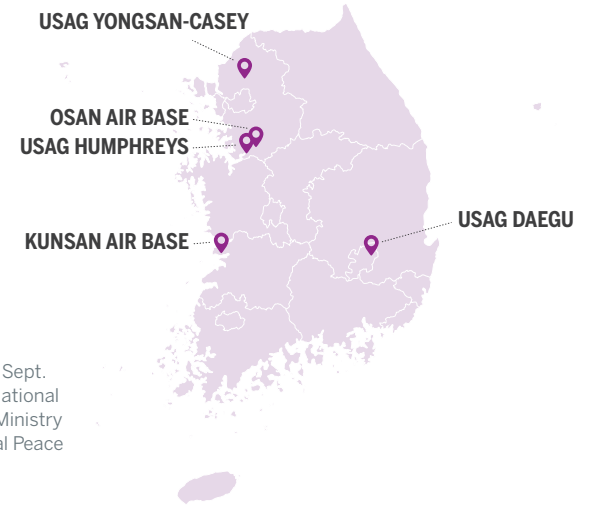 USAG YONGSAN-CASEY
OSAN AIR BASE
USAG HUMPHREYS
USAG DAEGU
KUNSAN AIR BASE
Sept.
ational
Ministry
al Peace